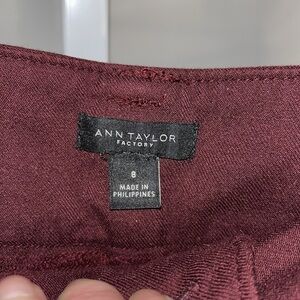 ANN TAYLOR
FACTORY
8
MADE IN
PHILIPPINES